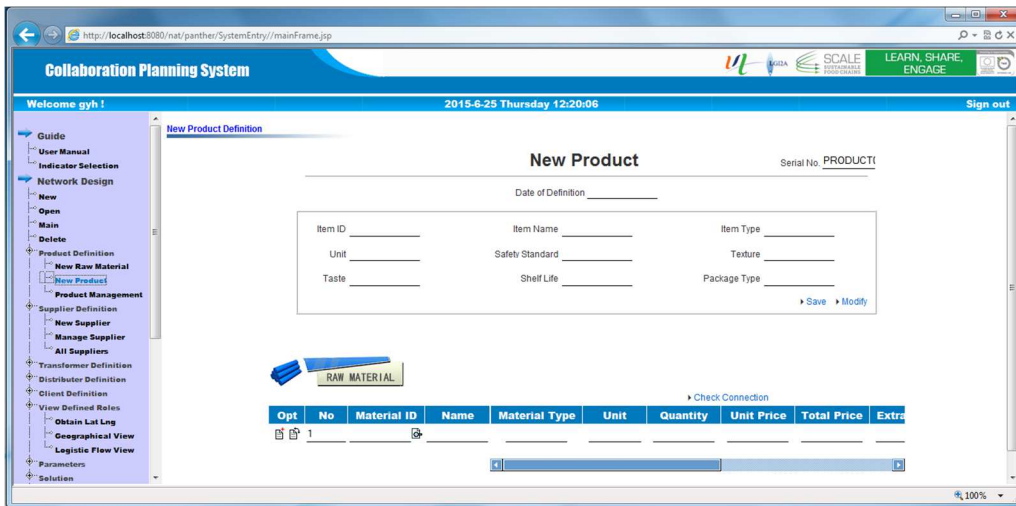 http://localhost:8080/nat/panther/SystemEntry//mainFrame.jsp
Collaboration Planning System
LGI2A
SCALE
SUSTAINABLE
FOOD CHAINS
LEARN, SHARE,
ENGAGE
Welcome gyh !
2015-6-25 Thursday 12:20:06
Sign out
Guide
User Manual
Indicator Selection
Network Design
New
Open
Main
Delete
Product Definition
New Raw Material
New Product
Product Management
Supplier Definition
New Supplier
Manage Supplier
All Suppliers
Transformer Definition
Distributer Definition
Client Definition
View Defined Roles
Obtain Lat Lng
Geographical View
Logistic Flow View
Parameters
Solution
New Product Definition
New Product
Serial No. PRODUCT
Date of Definition
Item ID Item Name Item Type
Unit Safety Standard Texture
Taste Shelf Life Package Type
Save Modify
RAW MATERIAL
Check Connection
Opt No Material ID Name Material Type Unit Quantity Unit Price Total Price Extra
1
100%